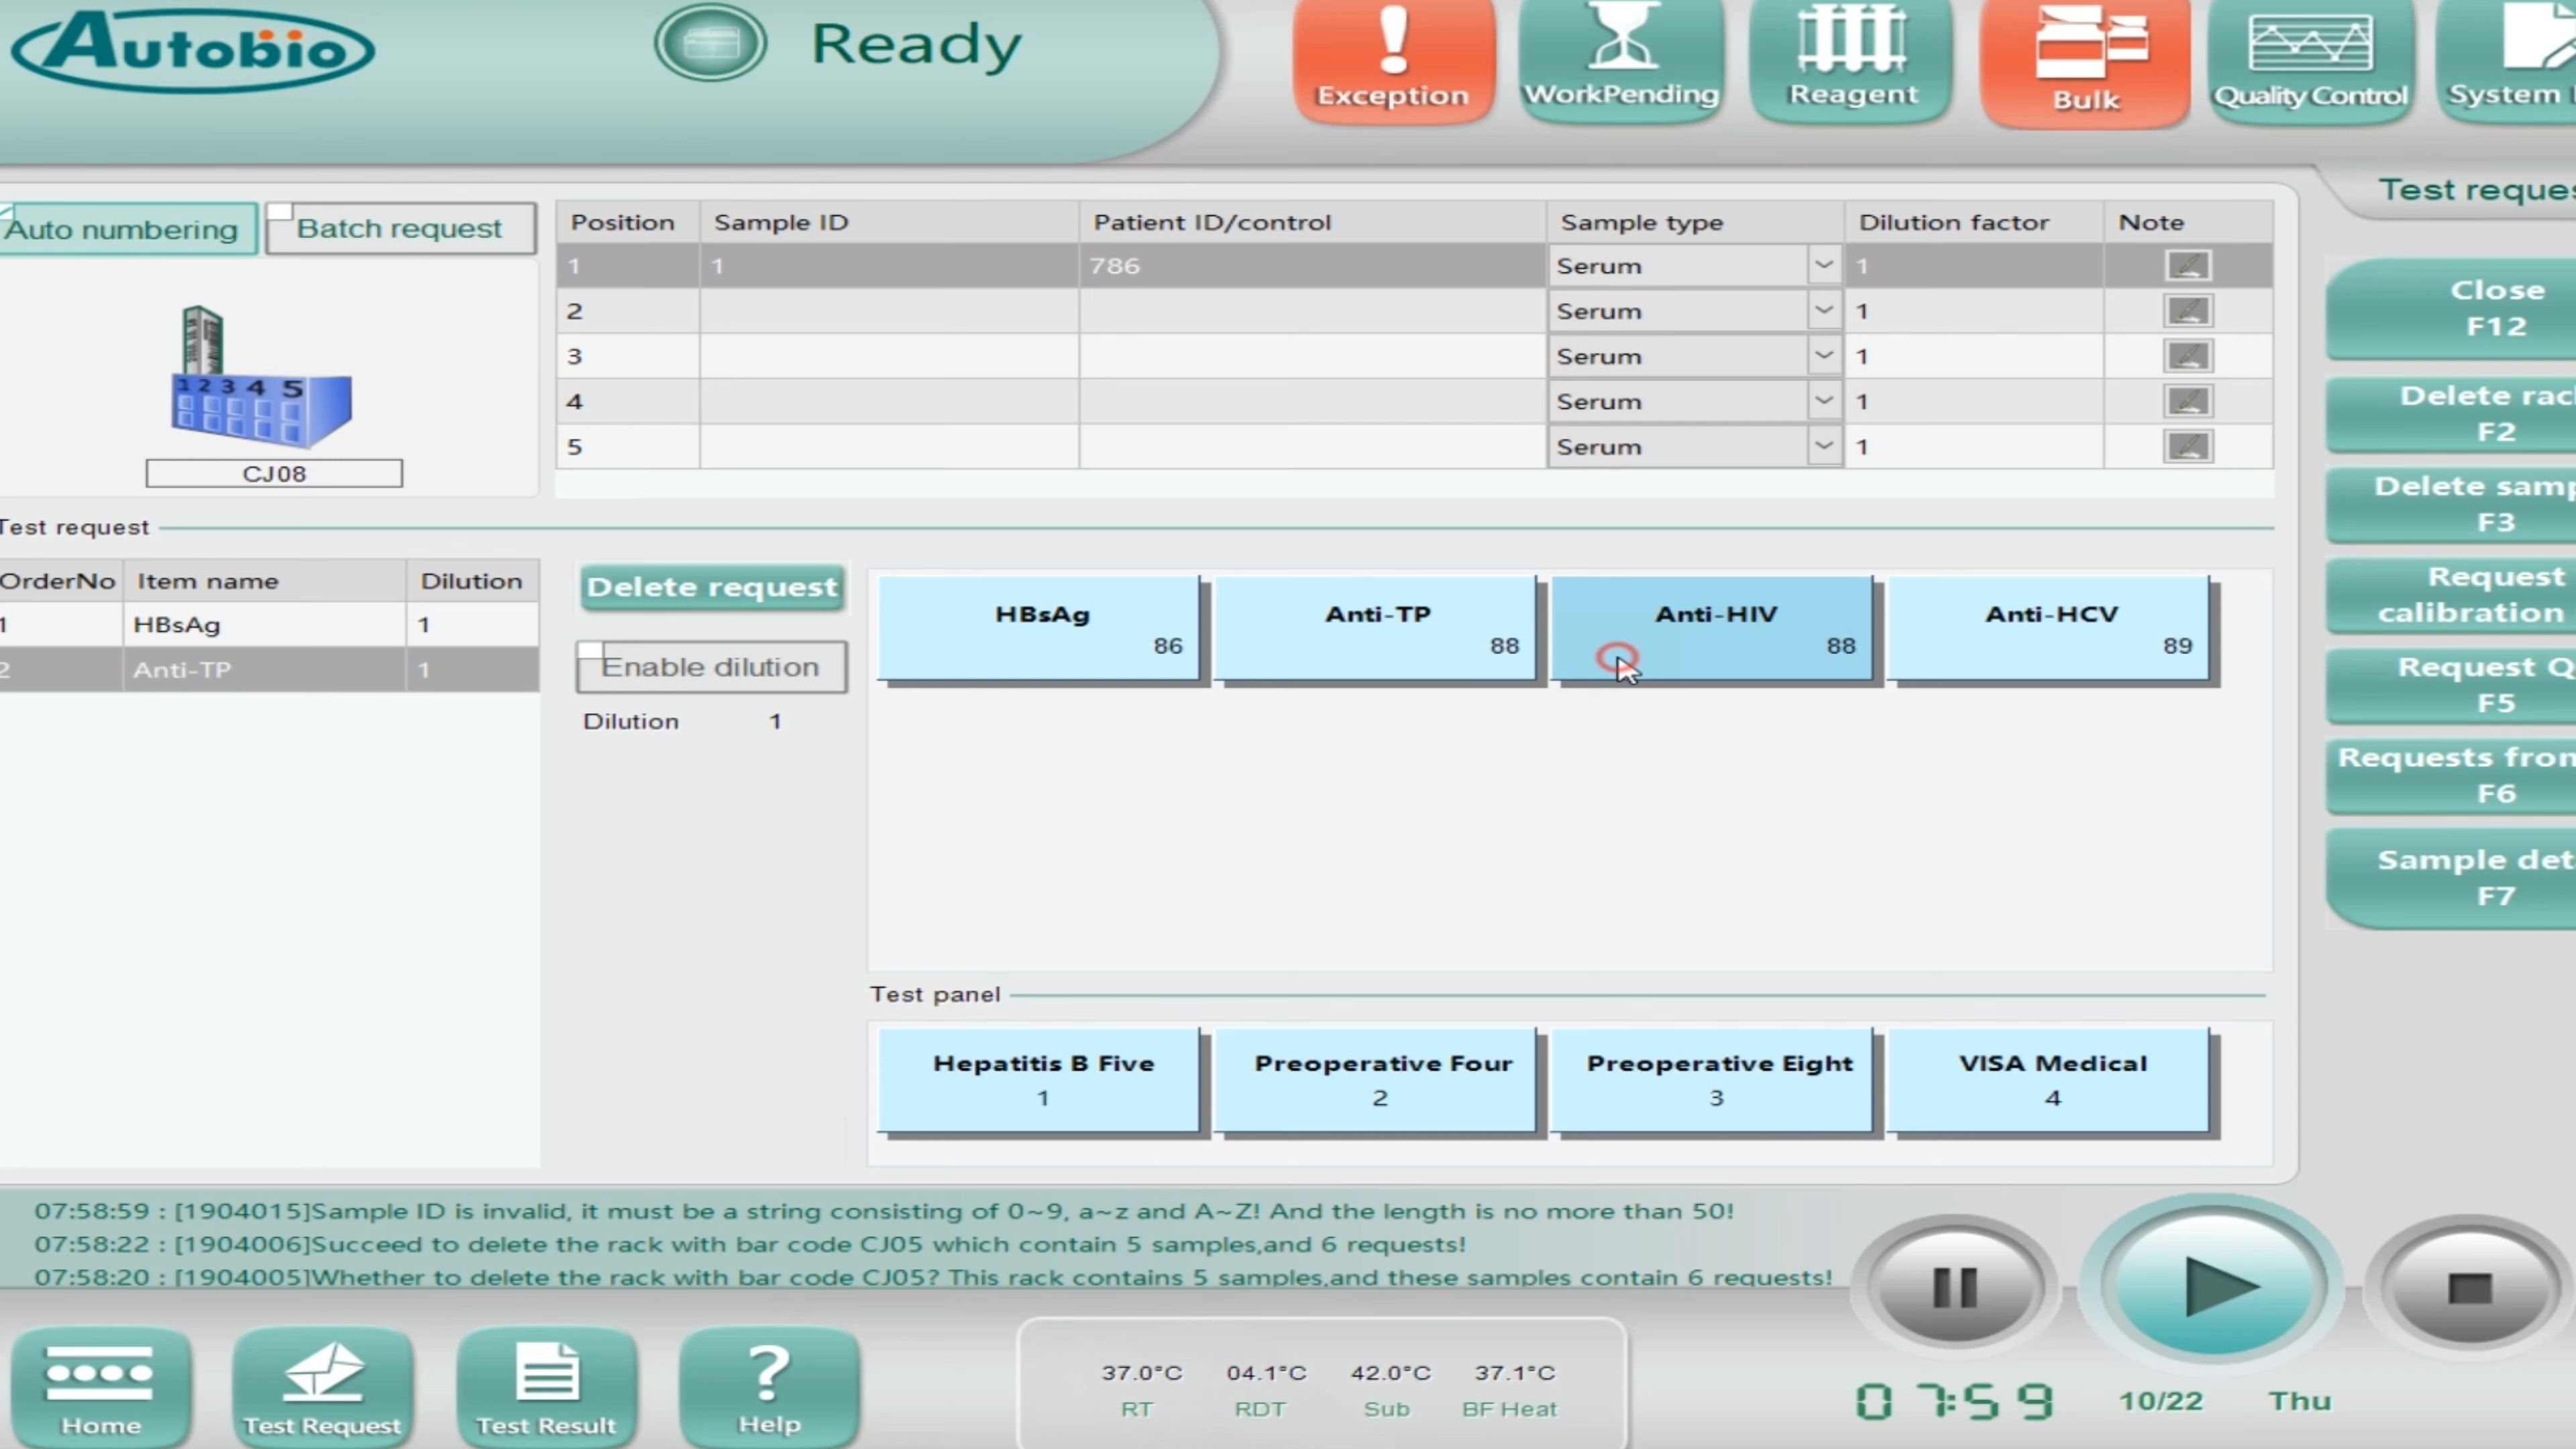 Autobio
Ready
Exception
WorkPending
Reagent
Bulk
Quality Control
System
Auto numbering
Batch request
1 2 3 4 5
CJ08
Position Sample ID Patient ID/control Sample type Dilution factor Note
1 1 786 Serum 1
2 Serum 1
3 Serum 1
4 Serum 1
5 Serum 1
Test reques
Close
F12
Delete rac
F2
Delete samp
F3
Request
calibration
Request Q
F5
Requests from
F6
Sample det
F7
Test request
OrderNo Item name Dilution
1 HBsAg 1
2 Anti-TP 1
Delete request
Enable dilution
Dilution 1
HBsAg
86
Anti-TP
88
Anti-HIV
88
Anti-HCV
89
Test panel
Hepatitis B Five
1
Preoperative Four
2
Preoperative Eight
3
VISA Medical
4
07:58:59 : [1904015]Sample ID is invalid, it must be a string consisting of 0~9, a~z and A~Z! And the length is no more than 50!
07:58:22 : [1904006]Succeed to delete the rack with bar code CJ05 which contain 5 samples,and 6 requests!
07:58:20 : [1904005]Whether to delete the rack with bar code CJ05? This rack contains 5 samples,and these samples contain 6 requests!
Home
Test Request
Test Result
Help
37.0°C 04.1°C 42.0°C 37.1°C
RT RDT Sub BF Heat
07:59 10/22 Thu